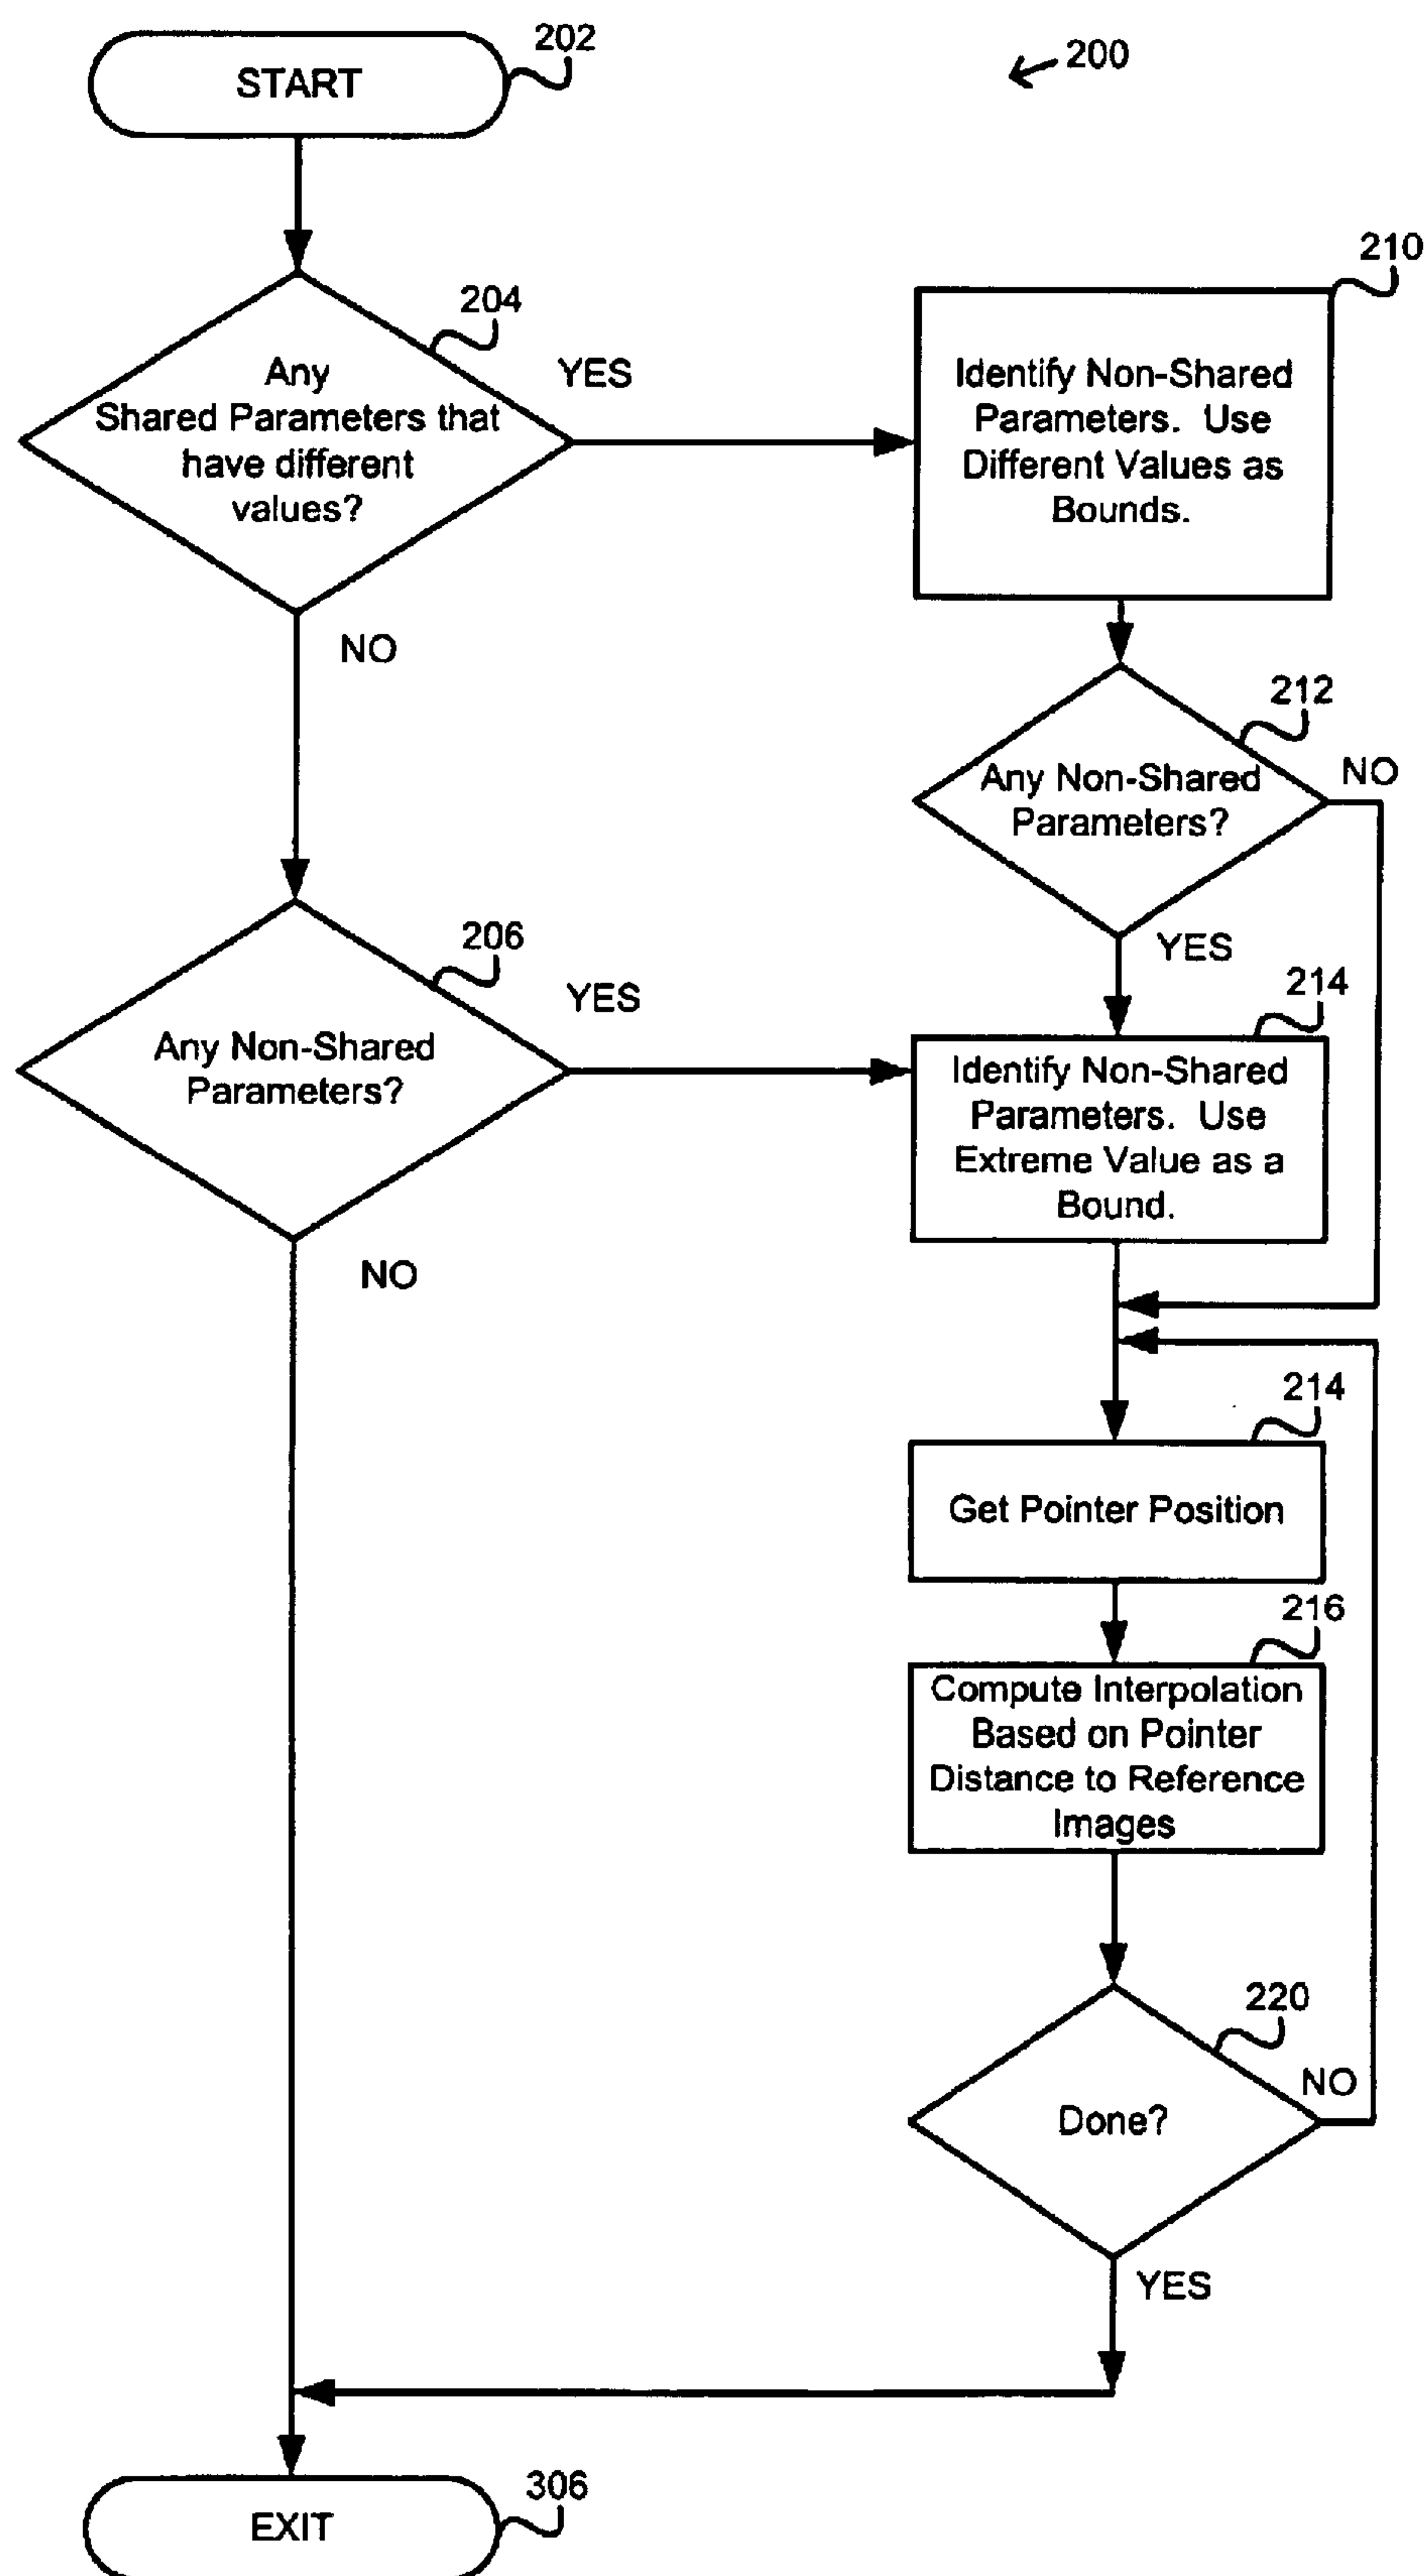 START
202
200
204
Any
Shared Parameters that
have different
values?
YES
NO
210
Identify Non-Shared
Parameters. Use
Different Values as
Bounds.
212
Any Non-Shared
Parameters?
NO
YES
206
Any Non-Shared
Parameters?
YES
NO
214
Identify Non-Shared
Parameters. Use
Extreme Value as a
Bound.
214
Get Pointer Position
216
Compute Interpolation
Based on Pointer
Distance to Reference
Images
220
Done?
NO
YES
EXIT
306